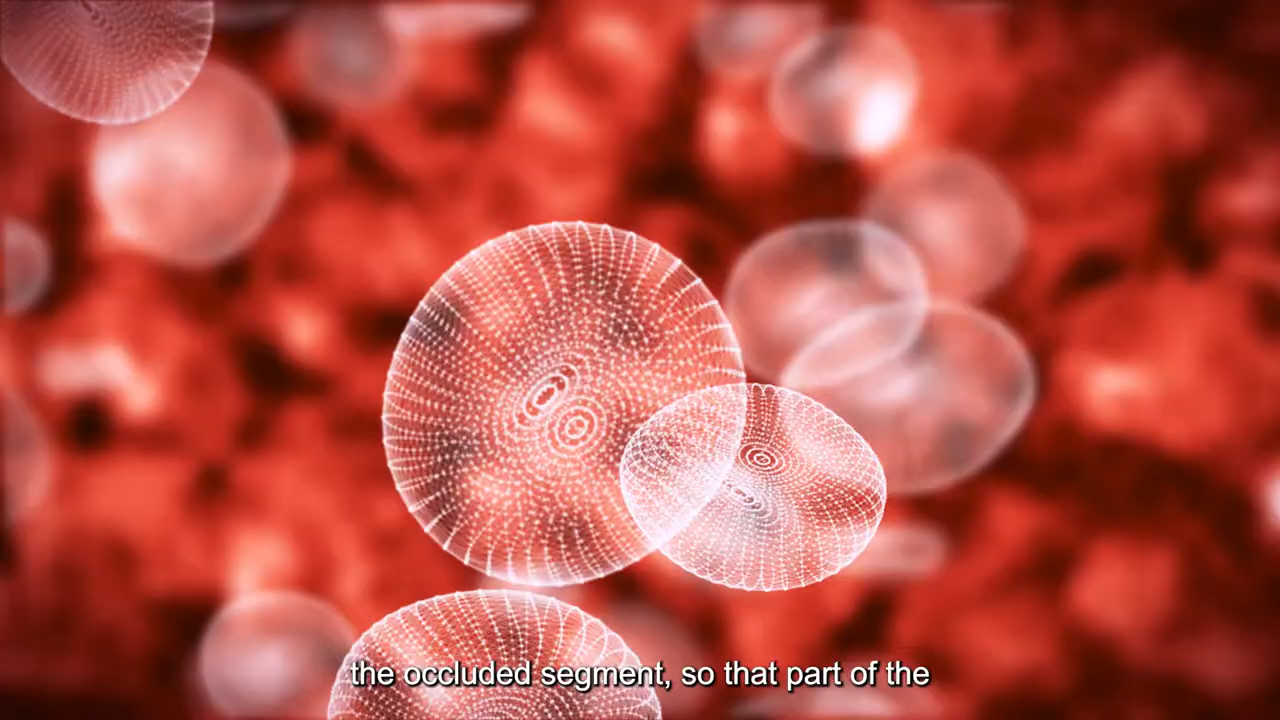 the occluded segment, so that part of the